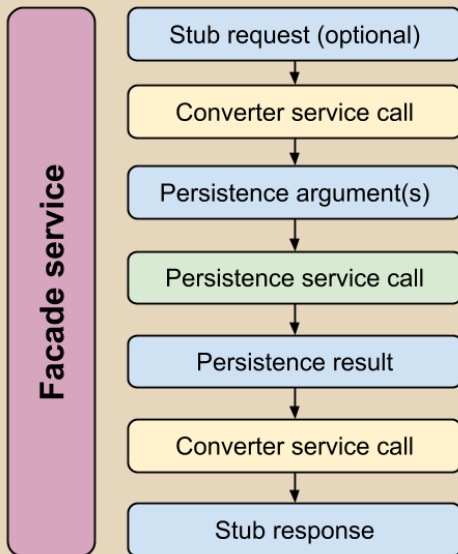 Facade service
Stub request (optional)
Converter service call
Persistence argument(s)
Persistence service call
Persistence result
Converter service call
Stub response